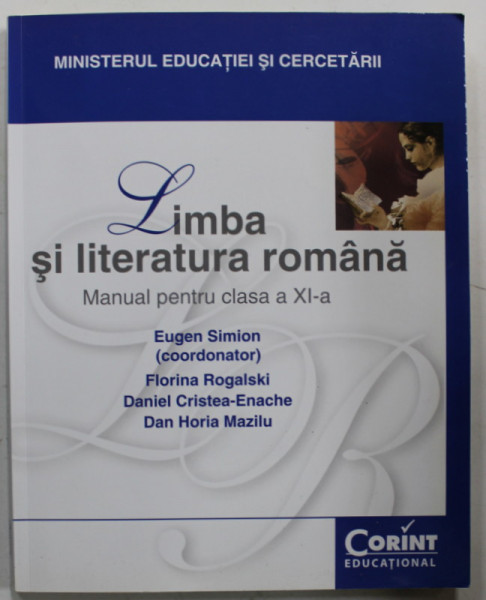 MINISTERUL EDUCAȚIEI ȘI CERCETĂRII
Limba
și literatura română
Manual pentru clasa a XI-a
Eugen Simion
(coordonator)
Florina Rogalski
Daniel Cristea-Enache
Dan Horia Mazilu
CORINT
EDUCAȚIONAL